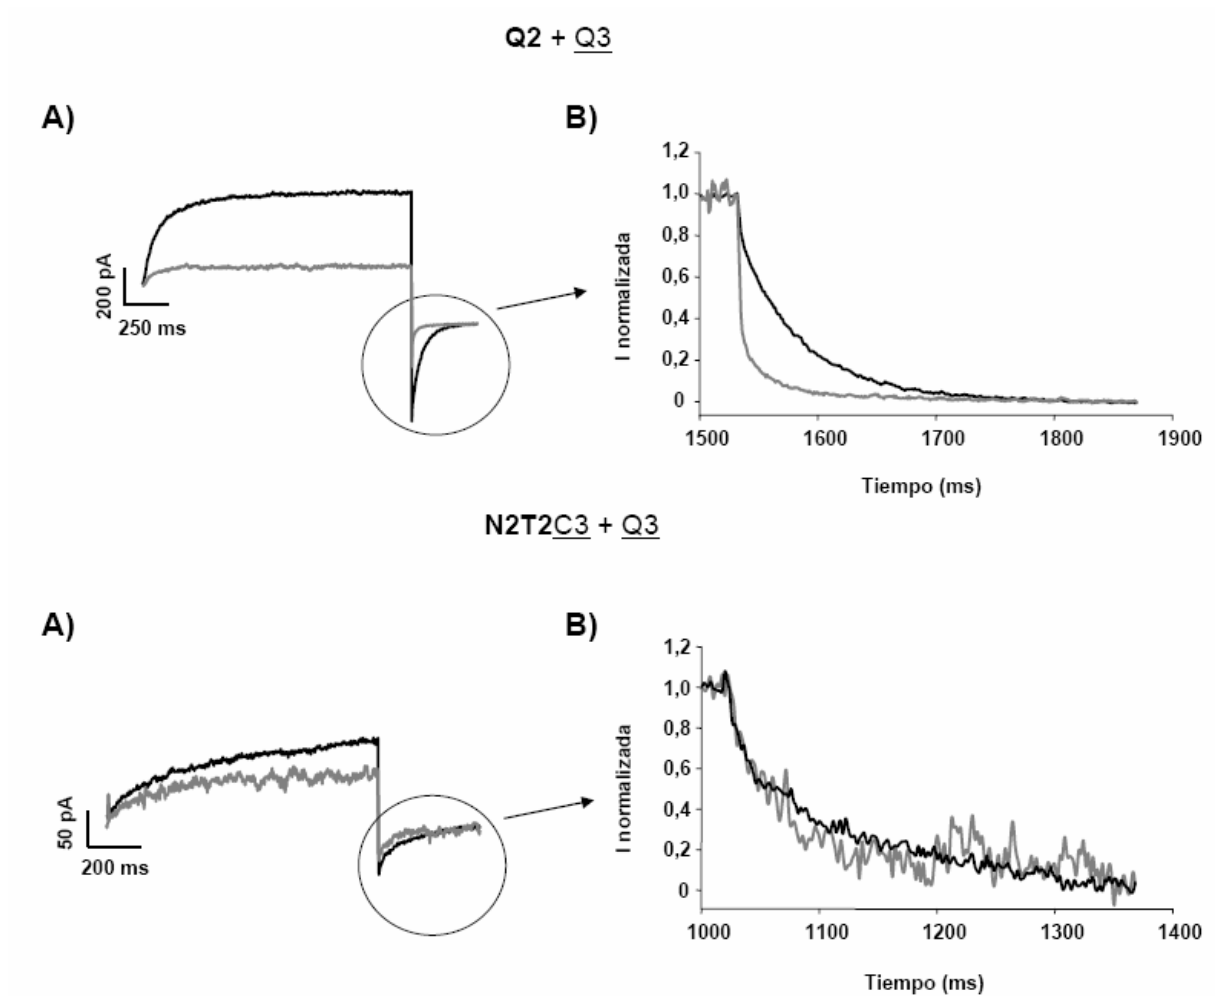 Q2 + Q3
A)
B)
200 pA
250 ms
I normalizada
1,2
1,0
0,8
0,6
0,4
0,2
0
1500 1600 1700 1800 1900
Tiempo (ms)
N2T2C3 + Q3
A)
B)
50 pA
200 ms
I normalizada
1,2
1,0
0,8
0,6
0,4
0,2
0
1000 1100 1200 1300 1400
Tiempo (ms)